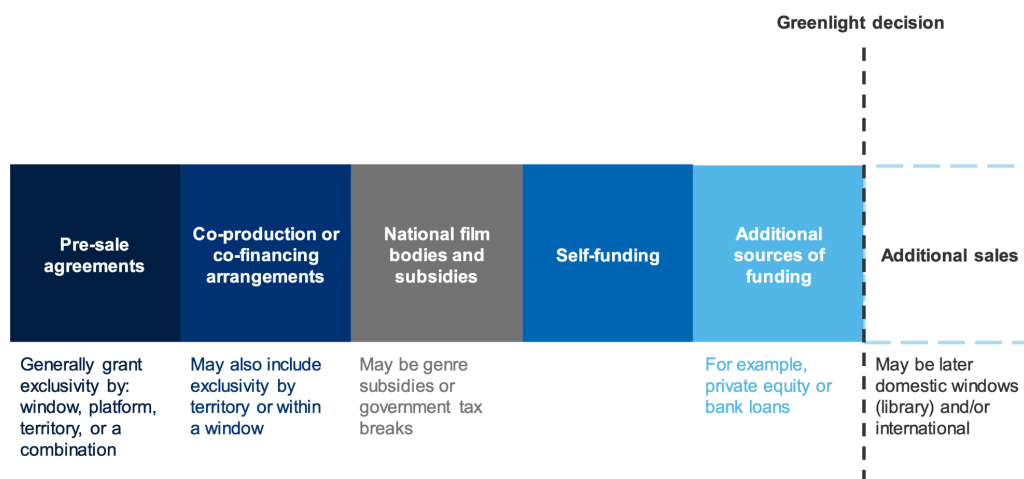 Greenlight decision
Pre-sale
agreements
Co-production or
co-financing
arrangements
National film
bodies and
subsidies
Self-funding
Additional
sources of
funding
Additional sales
Generally grant
exclusivity by:
window, platform,
territory, or a
combination
May also include
exclusivity by
territory or within
a window
May be genre
subsidies or
government tax
breaks
For example,
private equity or
bank loans
May be later
domestic windows
(library) and/or
international